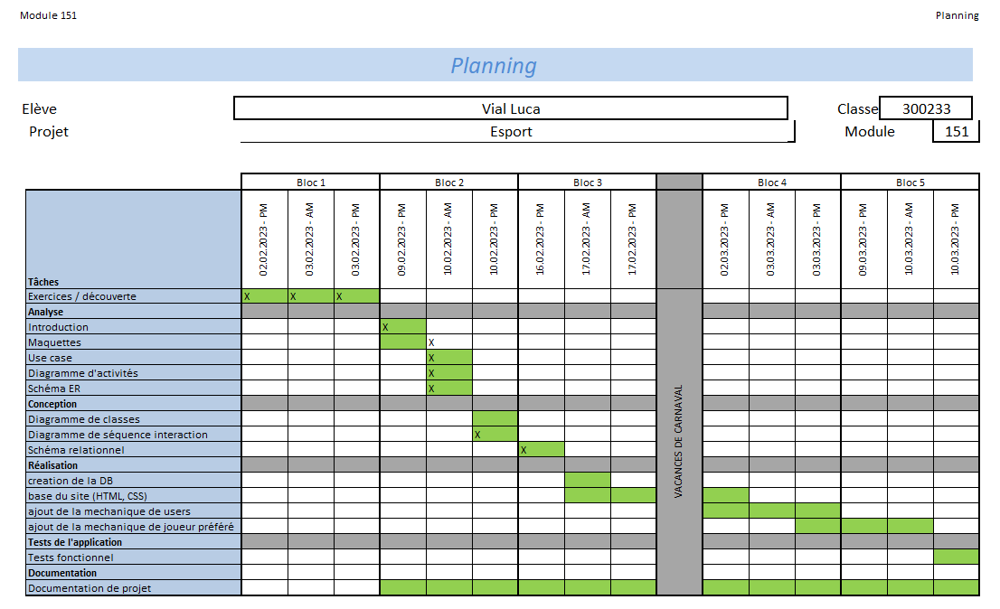 Module 151 Planning
Planning
Elève Vial Luca Classe 300233
Projet Esport Module 151
Bloc 1 Bloc 2 Bloc 3 Bloc 4 Bloc 5
Tâches 02.02.2023 - PM 03.02.2023 - AM 03.02.2023 - PM 09.02.2023 - PM 10.02.2023 - AM 10.02.2023 - PM 16.02.2023 - PM 17.02.2023 - AM 17.02.2023 - PM 02.03.2023 - PM 03.03.2023 - AM 03.03.2023 - PM 09.03.2023 - PM 10.03.2023 - AM 10.03.2023 - PM
VACANCES DE CARNAVAL
Exercices / découverte X X X
Analyse
Introduction X
Maquettes X
Use case X
Diagramme d'activités X
Schéma ER X
Conception
Diagramme de classes
Diagramme de séquence interaction X
Schéma relationnel X
Réalisation
creation de la DB
base du site (HTML, CSS)
ajout de la mechanique de users
ajout de la mechanique de joueur préféré
Tests de l'application
Tests fonctionnel
Documentation
Documentation de projet